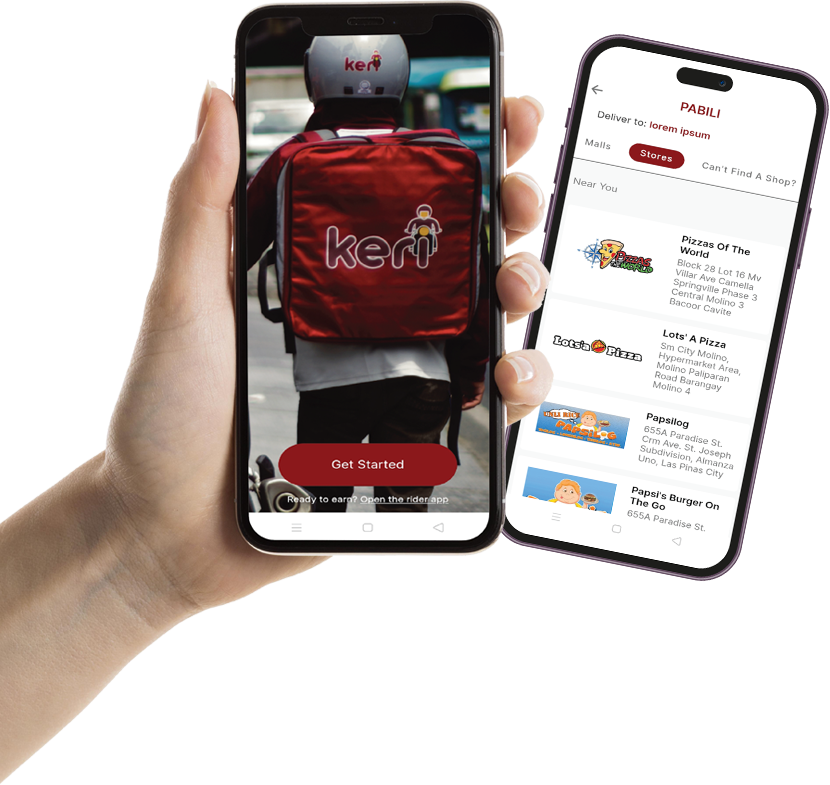 keri
keri
Get Started
Ready to earn? Open the rider app
PABILI
Deliver to: lorem ipsum
Malls
Stores
Can't Find A Shop?
Near You
PIZZAS
OF THE WORLD
Pizzas Of The
World
Block 28 Lot 16 Mv
Villar Ave Camella
Springville Phase 3
Central Molino 3
Bacoor Cavite
Lots'a Pizza
Lots' A Pizza
Sm City Molino,
Hypermarket Area,
Molino Paliparan
Road Barangay
Molino 4
PAPSILOG
Papsilog
655A Paradise St.
Crm Ave. St. Joseph
Subdivision, Almanza
Uno, Las Pinas City
Papsi's Burger On
The Go
655A Paradise St.